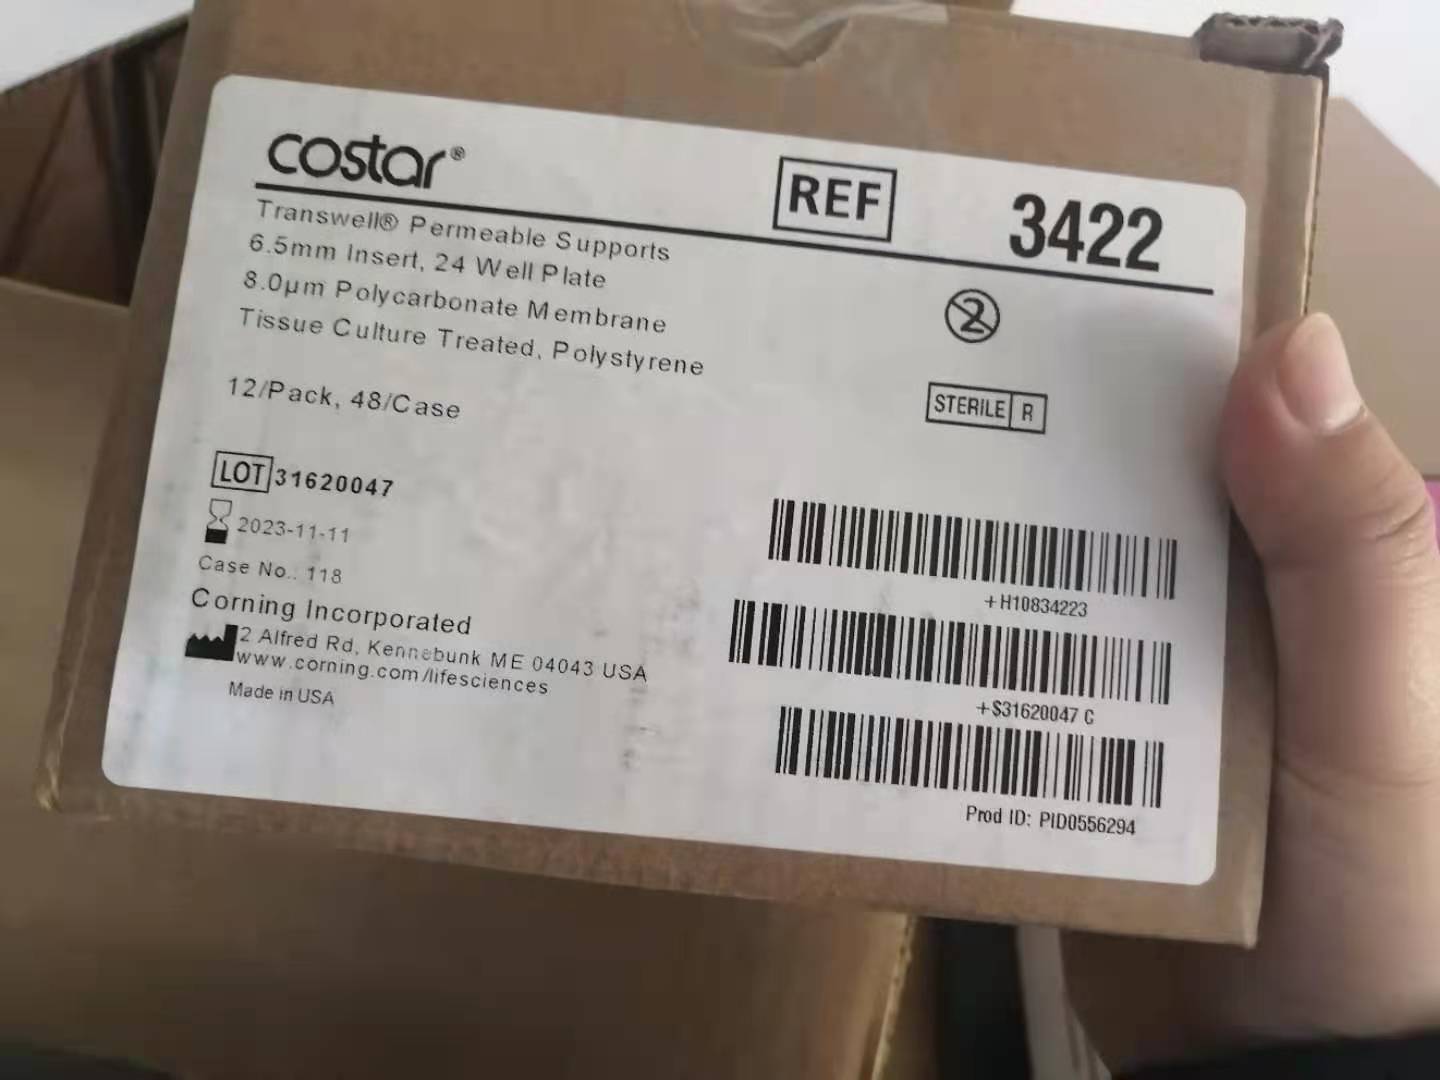 costar®
REF 3422
Transwell® Permeable Supports
6.5mm Insert, 24 Well Plate
8.0µm Polycarbonate Membrane
Tissue Culture Treated, Polystyrene
12/Pack, 48/Case
2
STERILE R
LOT 31620047
2023-11-11
Case No.. 118
Corning Incorporated
2 Alfred Rd, Kennebunk ME 04043 USA
www.corning.com/lifesciences
Made in USA
+H10834223
+$31620047 C
Prod ID: PID0556294